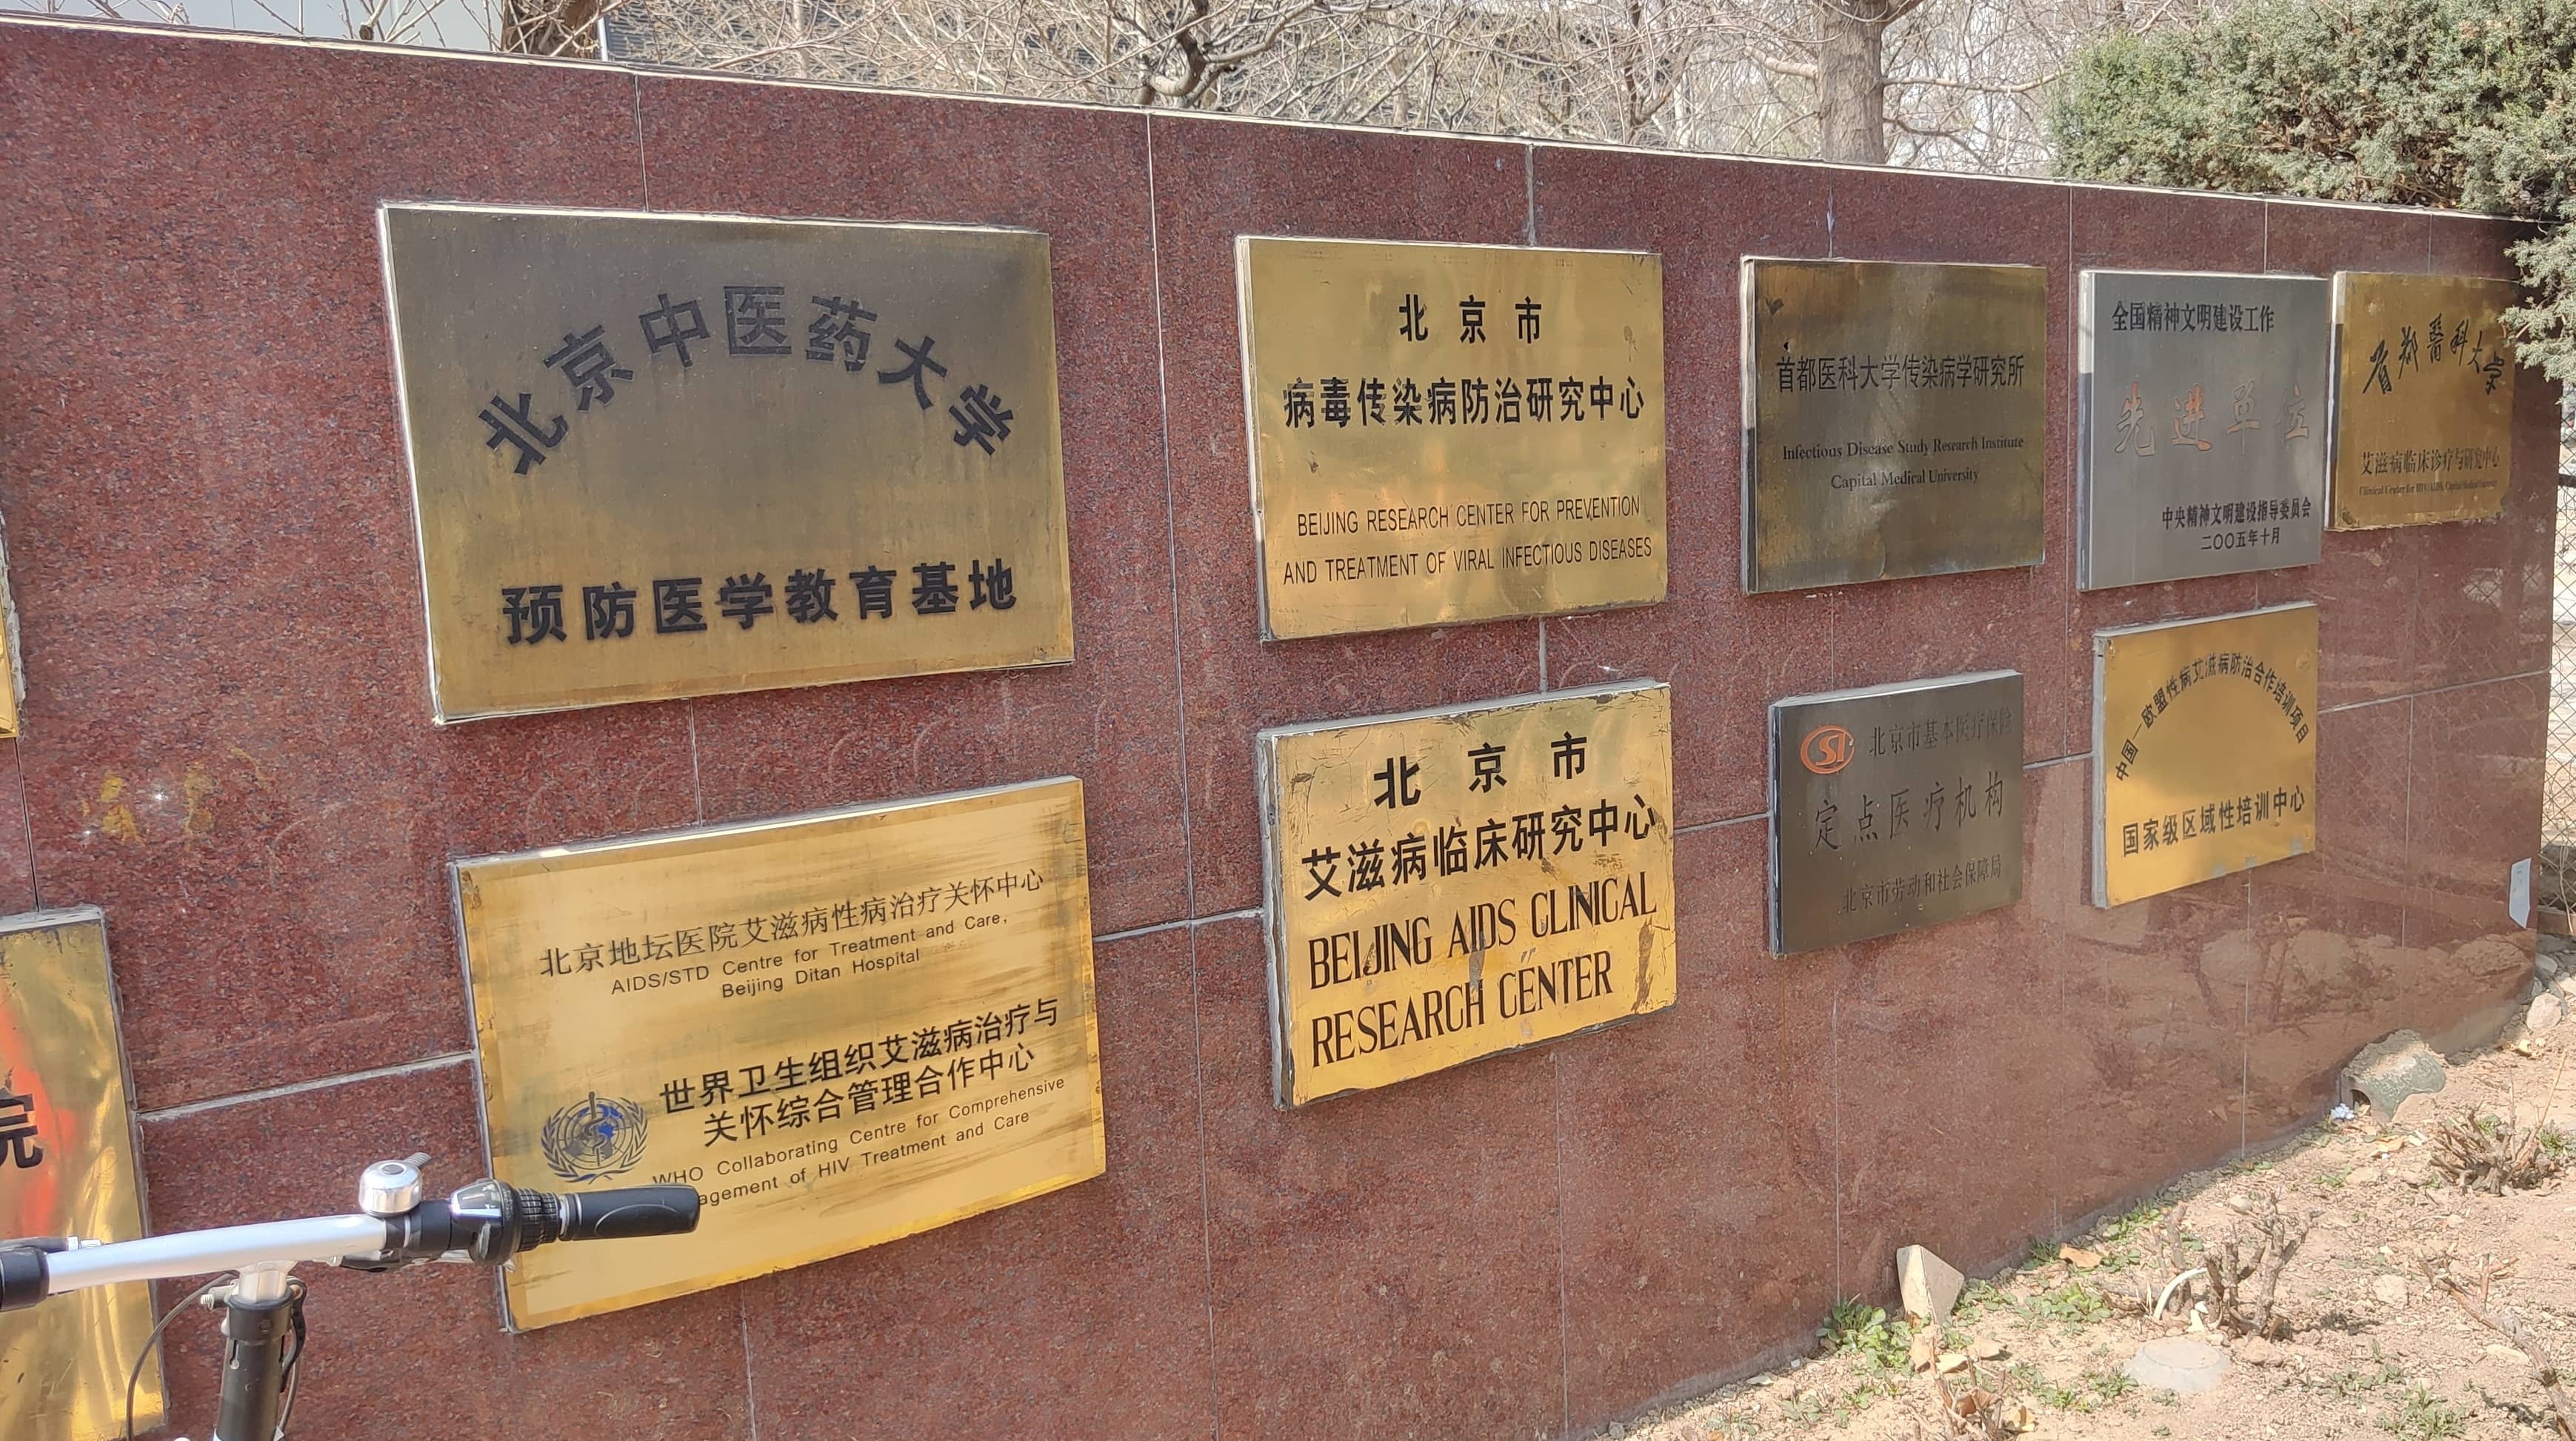 北京中医药大学
预防医学教育基地
北京市
病毒传染病防治研究中心
BEIJING RESEARCH CENTER FOR PREVENTION
AND TREATMENT OF VIRAL INFECTIOUS DISEASES
首都医科大学传染病学研究所
Infectious Disease Study Research Institute
Capital Medical University
全国精神文明建设工作
先进单位
中央精神文明建设指导委员会
二〇〇五年十月
首都醫科大学
艾滋病临床诊疗与研究中心
Clinical Center for HIV/AIDS, Capital Medical University
院
北京地坛医院艾滋病性病治疗关怀中心
AIDS/STD Centre for Treatment and Care,
Beijing Ditan Hospital
世界卫生组织艾滋病治疗与
关怀综合管理合作中心
WHO Collaborating Centre for Comprehensive
agement of HIV Treatment and Care
北京市
艾滋病临床研究中心
BEIJING AIDS CLINICAL
RESEARCH CENTER
CSI 北京市基本医疗保险
定点医疗机构
北京市劳动和社会保障局
中国—欧盟性病艾滋病防治合作培训项目
国家级区域性培训中心